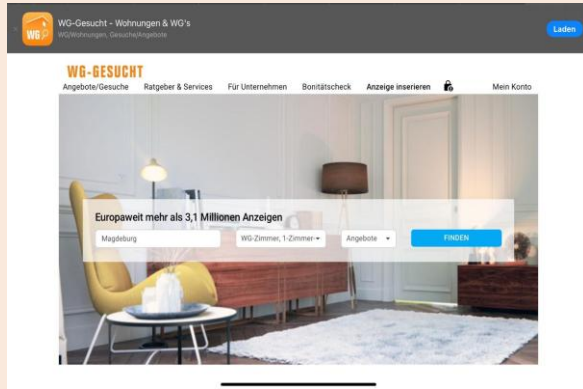 WG-Gesucht - Wohnungen & WG's
WG/Wohnungen, Gesuche/Angebote
Laden
WG
WG-GESUCHT
Angebote/Gesuche Ratgeber & Services Für Unternehmen Bonitätscheck Anzeige inserieren Mein Konto
Europaweit mehr als 3,1 Millionen Anzeigen
Magdeburg WG-Zimmer, 1-Zimmer- Angebote FINDEN